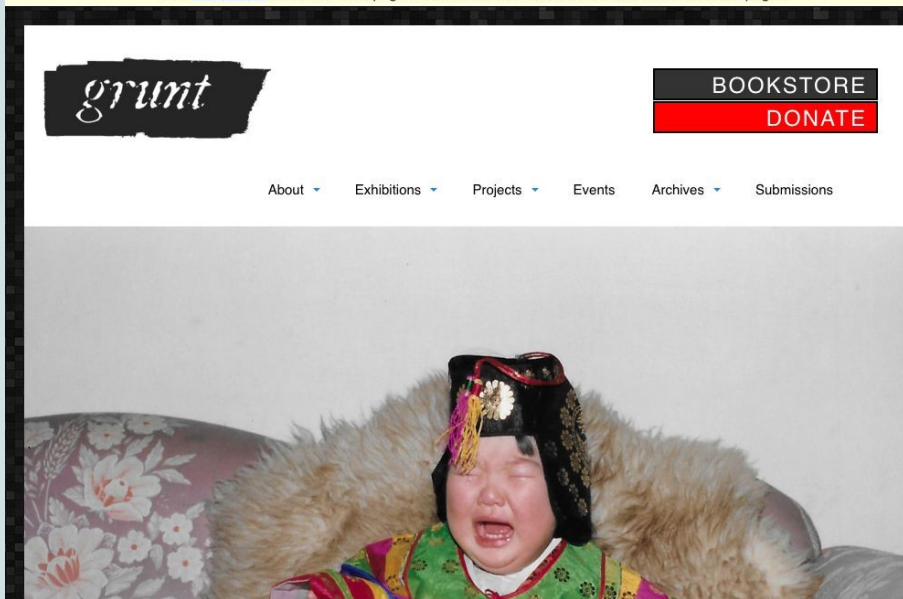 grunt
BOOKSTORE
DONATE
About Exhibitions Projects Events Archives Submissions